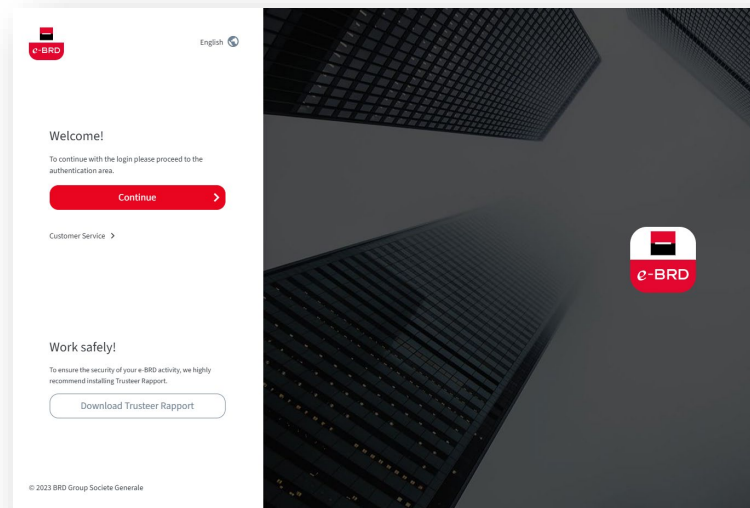 e-BRD
English
Welcome!
To continue with the login please proceed to the
authentication area.
Continue
Customer Service
Work safely!
To ensure the security of your e-BRD activity, we highly
recommend installing Trusteer Rapport.
Download Trusteer Rapport
© 2023 BRD Group Societe Generale
e-BRD